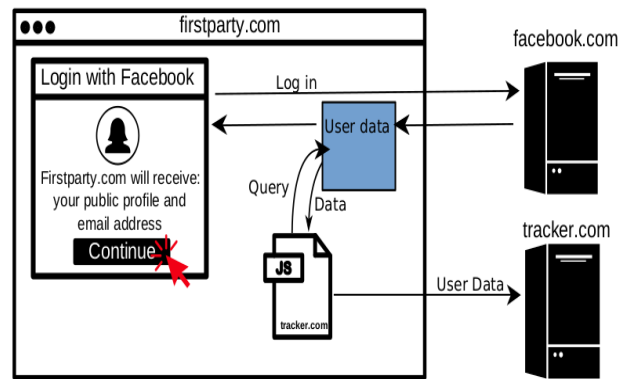 firstparty.com
facebook.com
Login with Facebook
Log in
User data
Firstparty.com will receive:
your public profile and
email address
Continue
Query
Data
JS
tracker.com
User Data
tracker.com